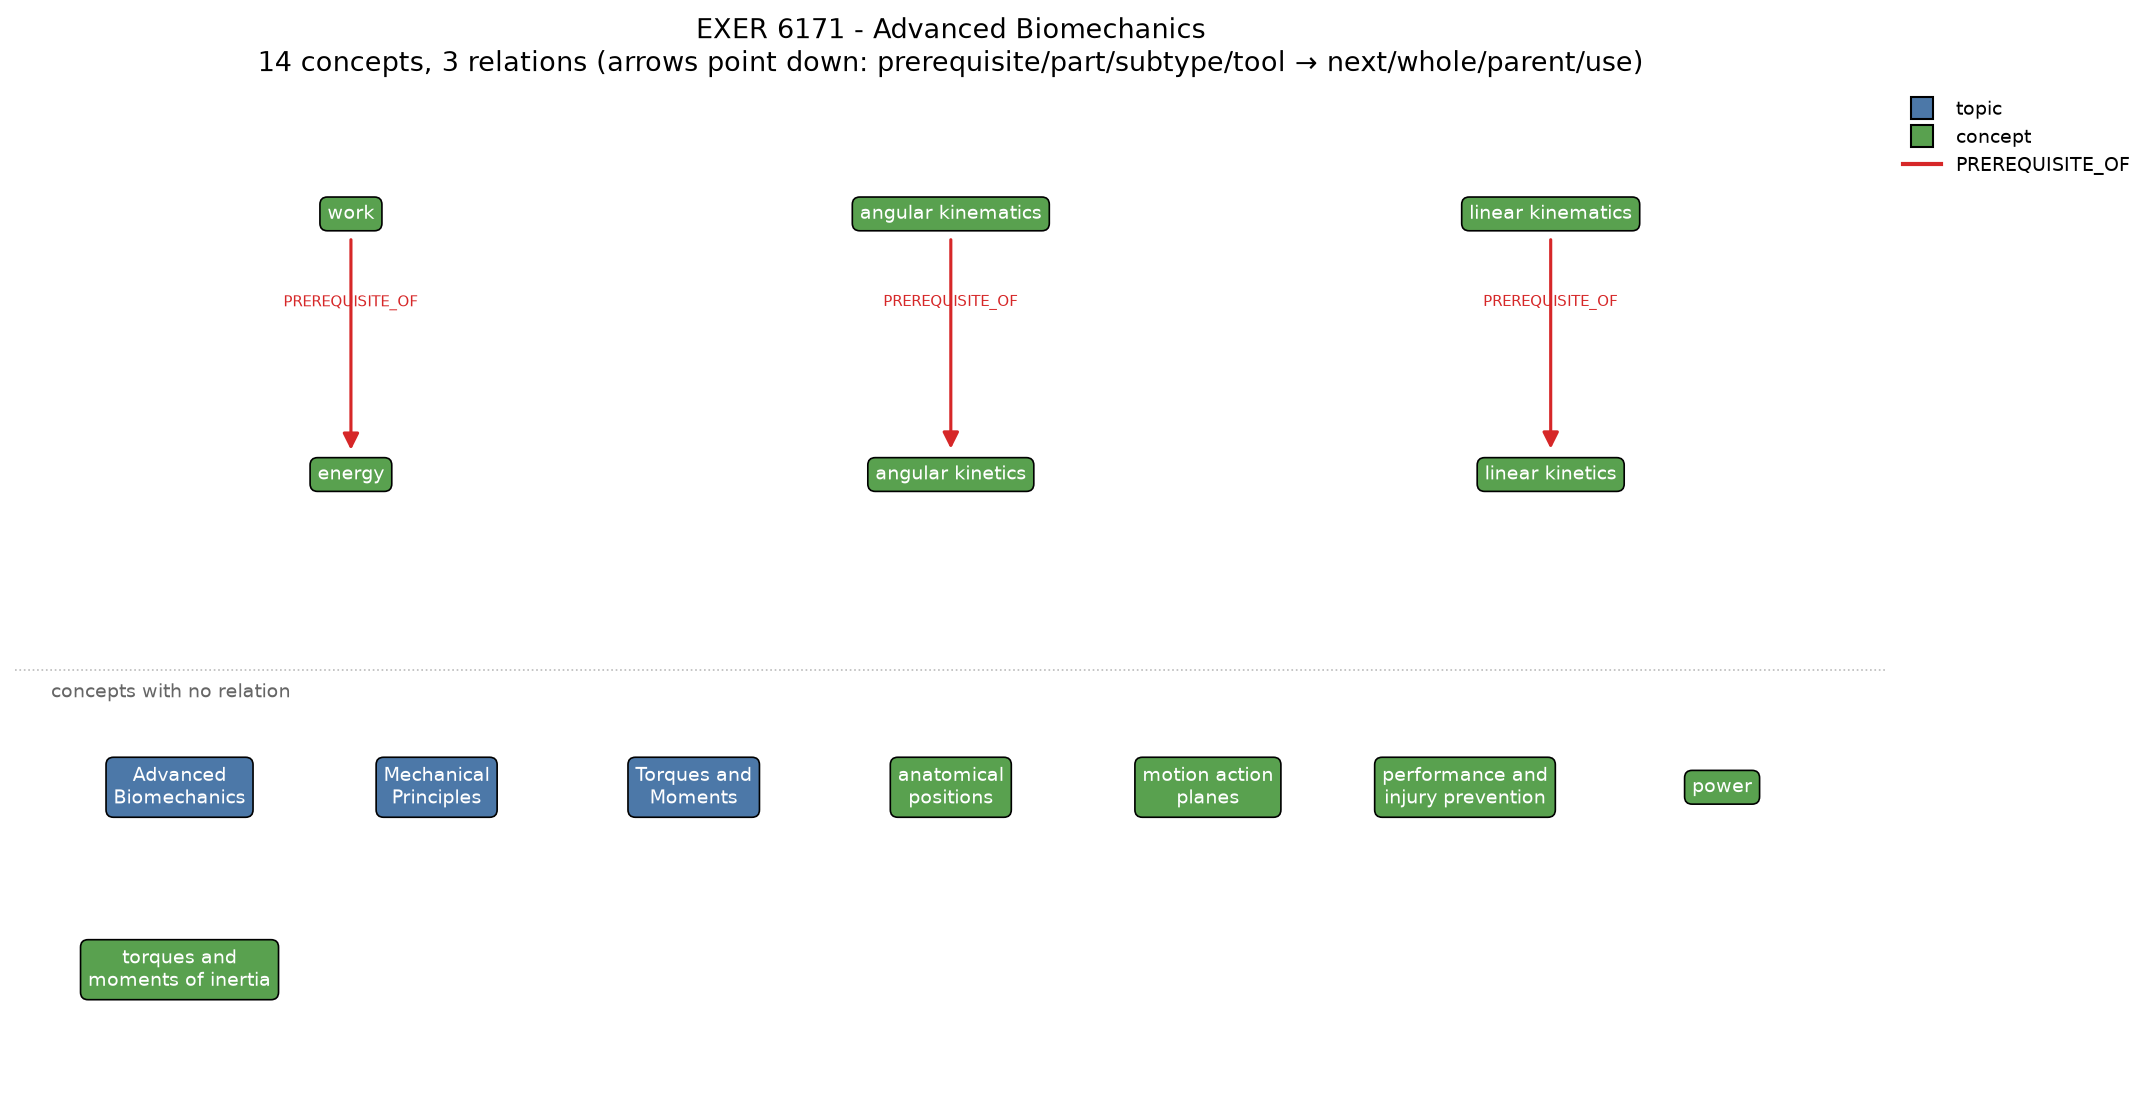 EXER 6171 - Advanced Biomechanics
14 concepts, 3 relations (arrows point down: prerequisite/part/subtype/tool → next/whole/parent/use)
topic
concept
PREREQUISITE_OF
work
angular kinematics
linear kinematics
PREREQUISITE_OF
PREREQUISITE_OF
PREREQUISITE_OF
energy
angular kinetics
linear kinetics
concepts with no relation
Advanced
Biomechanics
Mechanical
Principles
Torques and
Moments
anatomical
positions
motion action
planes
performance and
injury prevention
power
torques and
moments of inertia